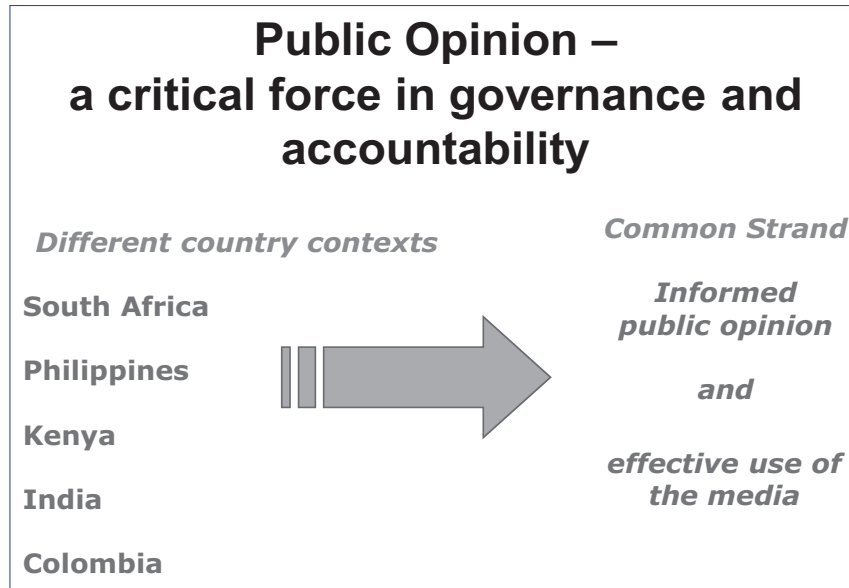 Public Opinion –
a critical force in governance and
accountability
Different country contexts
South Africa
Philippines
Kenya
India
Colombia
Common Strand
Informed
public opinion
and
effective use of
the media